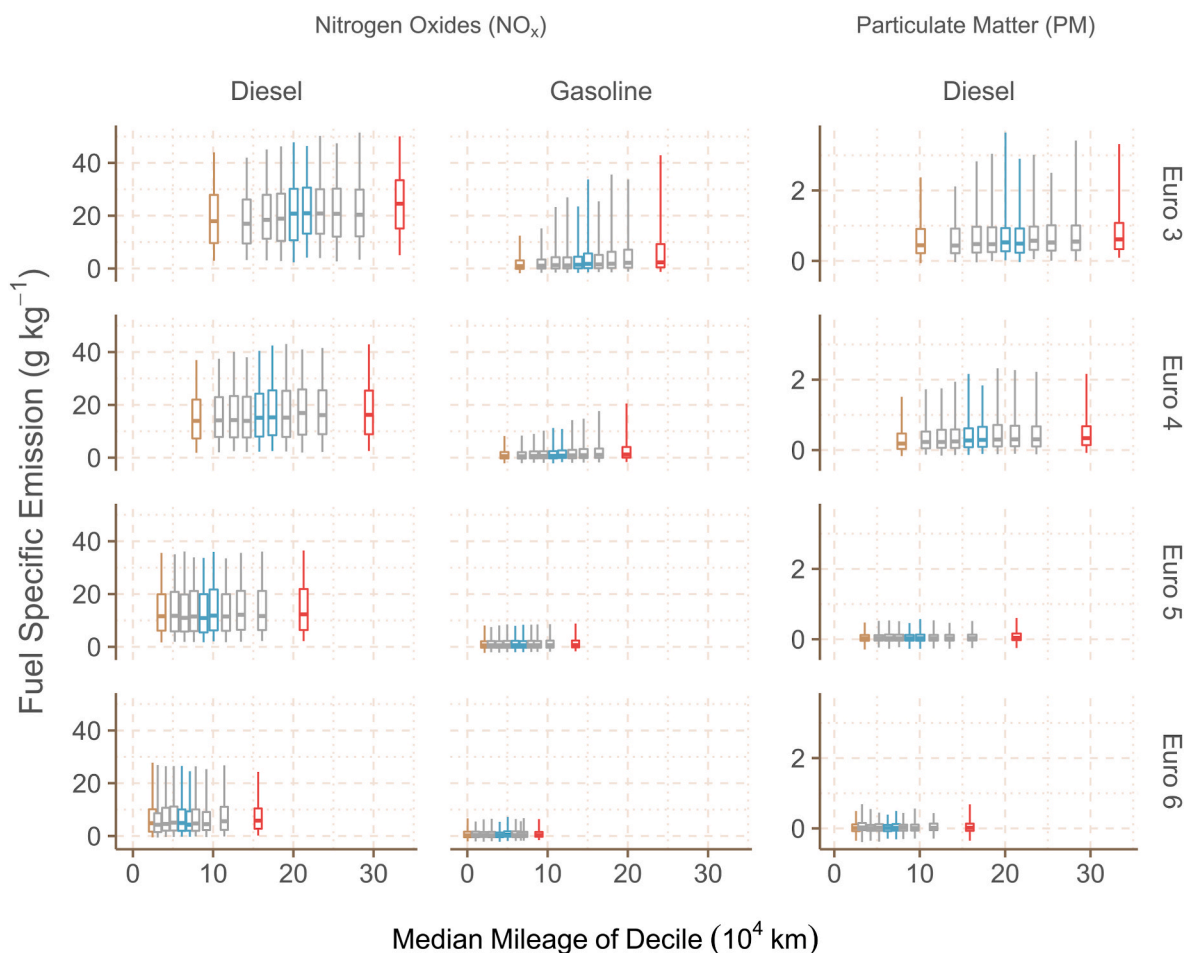 Nitrogen Oxides (NOₓ) Particulate Matter (PM)
Diesel Gasoline Diesel
40
20
0
2
0
Euro 3
40
20
0
2
0
Euro 4
40
20
0
2
0
Euro 5
40
20
0
2
0
Euro 6
0 10 20 30 0 10 20 30 0 10 20 30
Fuel Specific Emission (g kg⁻¹)
Median Mileage of Decile (10⁴ km)